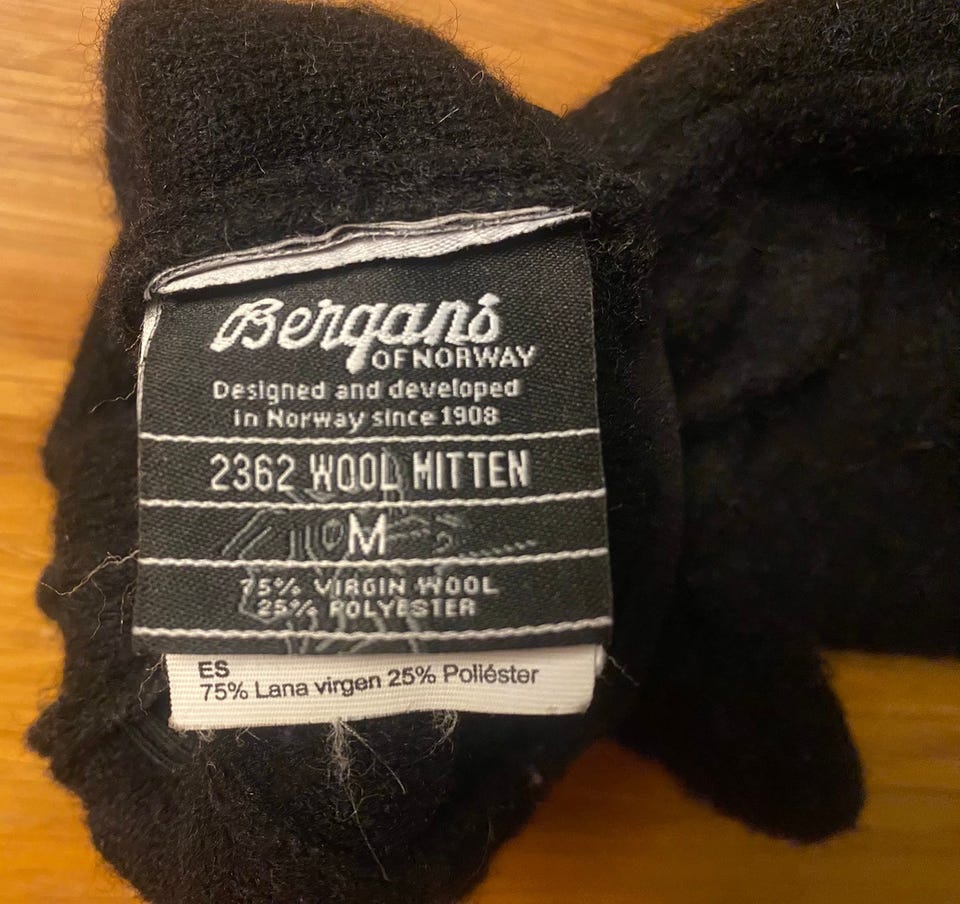 Bergans
OF NORWAY
Designed and developed
in Norway since 1908
2362 WOOL MITTEN
M
75% VIRGIN WOOL
25% POLYESTER
ES
75% Lana virgen 25% Poliéster